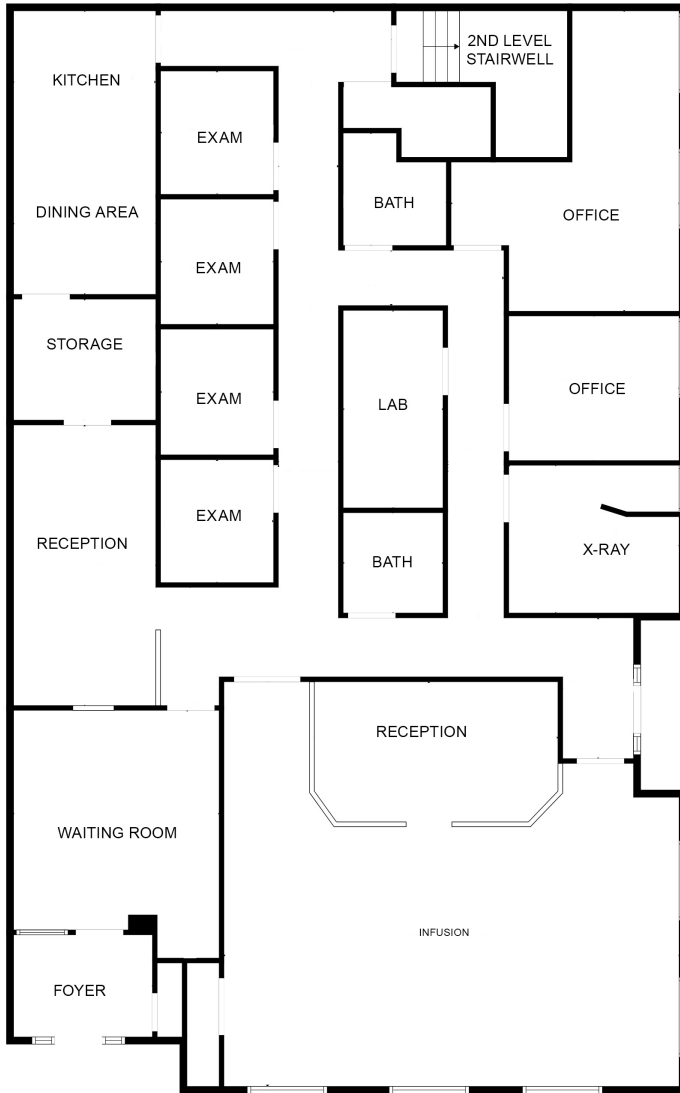 2ND LEVEL
STAIRWELL
KITCHEN
EXAM
BATH
DINING AREA
OFFICE
EXAM
STORAGE
EXAM
LAB
OFFICE
EXAM
RECEPTION
BATH
X-RAY
RECEPTION
WAITING ROOM
INFUSION
FOYER